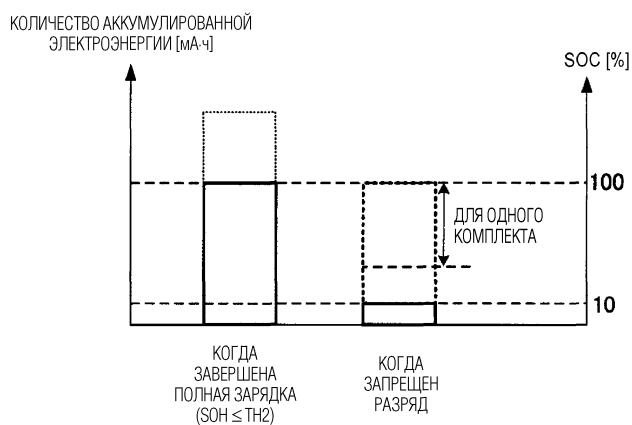 КОЛИЧЕСТВО АККУМУЛИРОВАННОЙ
ЭЛЕКТРОЭНЕРГИИ [мА·ч]
SOC [%]
100
ДЛЯ ОДНОГО
КОМПЛЕКТА
10
КОГДА
ЗАВЕРШЕНА
ПОЛНАЯ ЗАРЯДКА
(SOH ≤ TH2)
КОГДА
ЗАПРЕЩЕН
РАЗРЯД